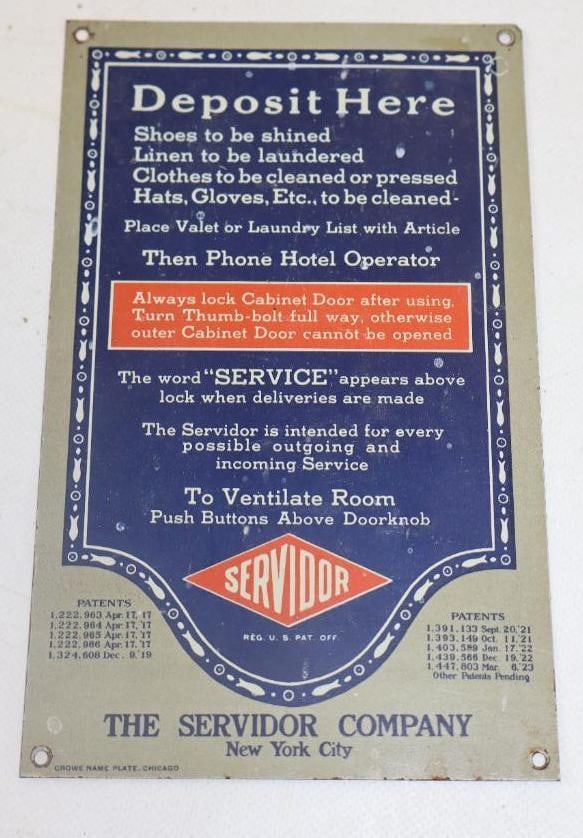 Deposit Here
Shoes to be shined
Linen to be laundered
Clothes to be cleaned or pressed
Hats, Gloves, Etc., to be cleaned-
Place Valet or Laundry List with Article
Then Phone Hotel Operator
Always lock Cabinet Door after using.
Turn Thumb-bolt full way, otherwise
outer Cabinet Door cannot be opened
The word "SERVICE" appears above
lock when deliveries are made
The Servidor is intended for every
possible outgoing and
incoming Service
To Ventilate Room
Push Buttons Above Doorknob
SERVIDOR
REG. U. S. PAT. OFF.
PATENTS
1,222,963 Apr. 17, '17
1,222,964 Apr. 17, '17
1,222,965 Apr. 17, '17
1,222,966 Apr. 17, '17
1,324,608 Dec. 9, '19
PATENTS
1,391,133 Sept. 20, '21
1,393,149 Oct. 11, '21
1,403,589 Jan. 17, '22
1,439,566 Dec. 19, '22
1,447,803 Mar. 6, '23
Other Patents Pending
THE SERVIDOR COMPANY
New York City
CROWE NAME PLATE, CHICAGO